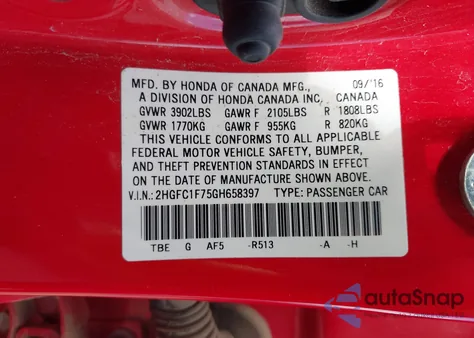 MFD. BY HONDA OF CANADA MFG., 09/'16
A DIVISION OF HONDA CANADA INC, CANADA
GVWR 3902LBS GAWR F 2105LBS R 1808LBS
GVWR 1770KG GAWR F 955KG R 820KG
THIS VEHICLE CONFORMS TO ALL APPLICABLE
FEDERAL MOTOR VEHICLE SAFETY, BUMPER,
AND THEFT PREVENTION STANDARDS IN EFFECT
ON THE DATE OF MANUFACTURE SHOWN ABOVE.
V.I.N.: 2HGFC1F75GH658397 TYPE: PASSENGER CAR
TBE G AF5 -R513 -A -H
autoSnap